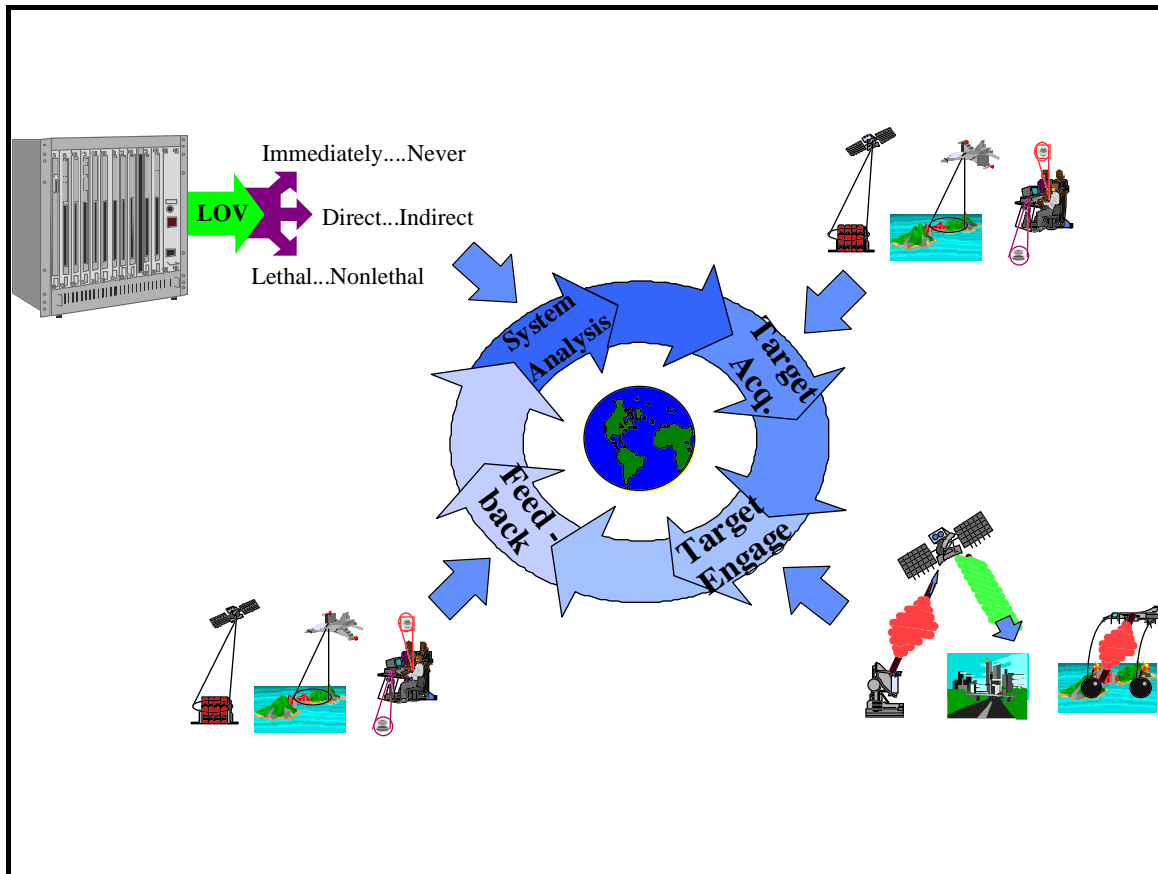 Immediately....Never
LOV
Direct...Indirect
Lethal...Nonlethal
System
Analysis
Target
Acq.
Target
Engage
Feed -
back